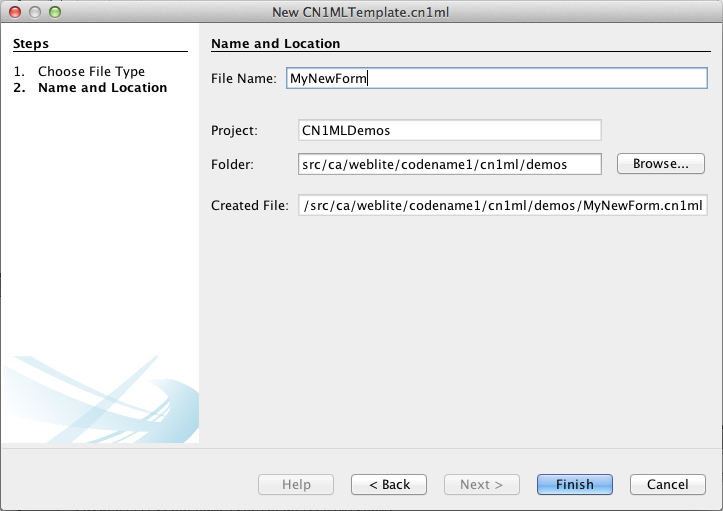 New CN1MLTemplate.cn1ml
Steps
1. Choose File Type
2. Name and Location
Name and Location
File Name: MyNewForm
Project: CN1MLDemos
Folder: src/ca/weblite/codename1/cn1ml/demos Browse...
Created File: /src/ca/weblite/codename1/cn1ml/demos/MyNewForm.cn1ml
Help < Back Next > Finish Cancel